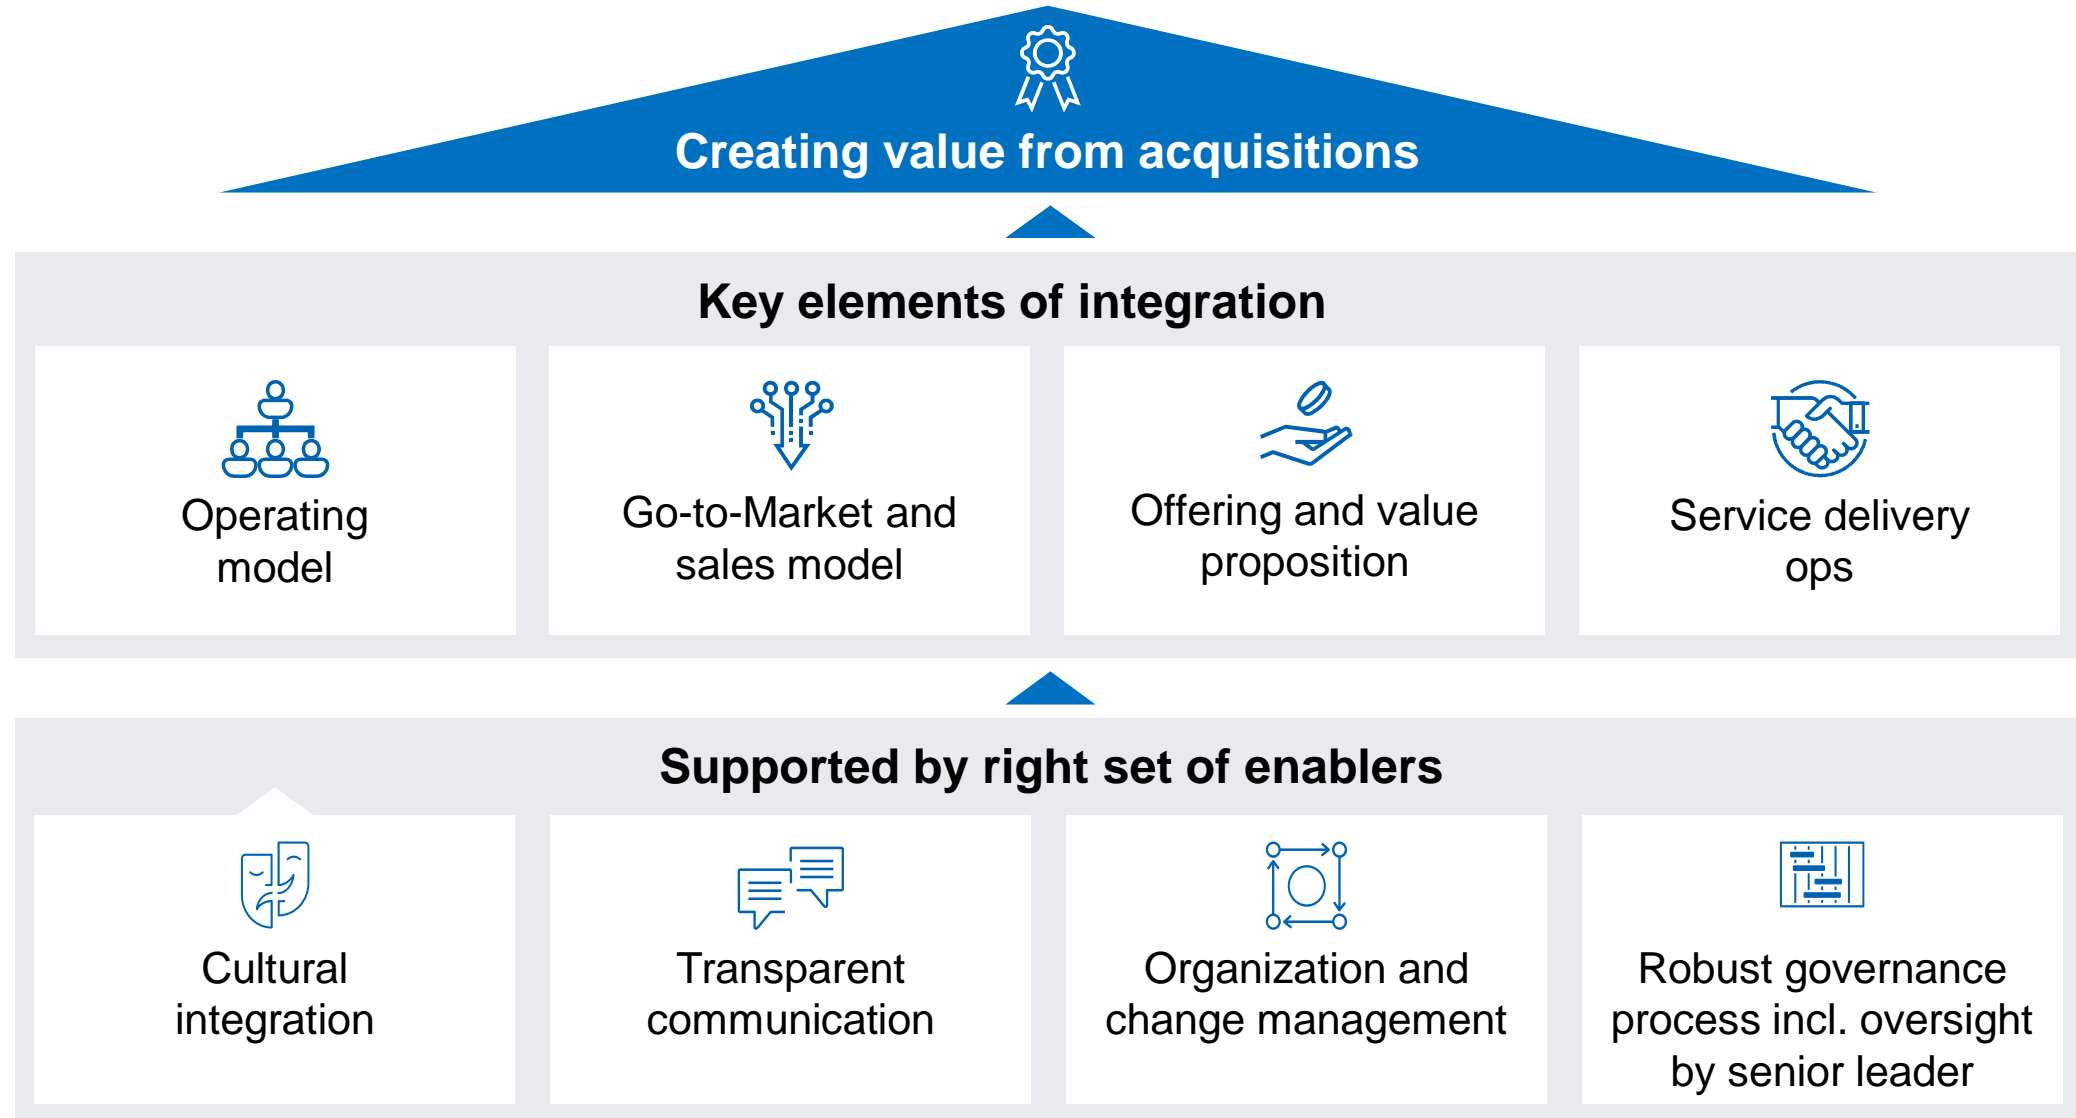 Creating value from acquisitions
Key elements of integration
Operating
model
Go-to-Market and
sales model
Offering and value
proposition
Service delivery
ops
Supported by right set of enablers
Cultural
integration
Transparent
communication
Organization and
change management
Robust governance
process incl. oversight
by senior leader